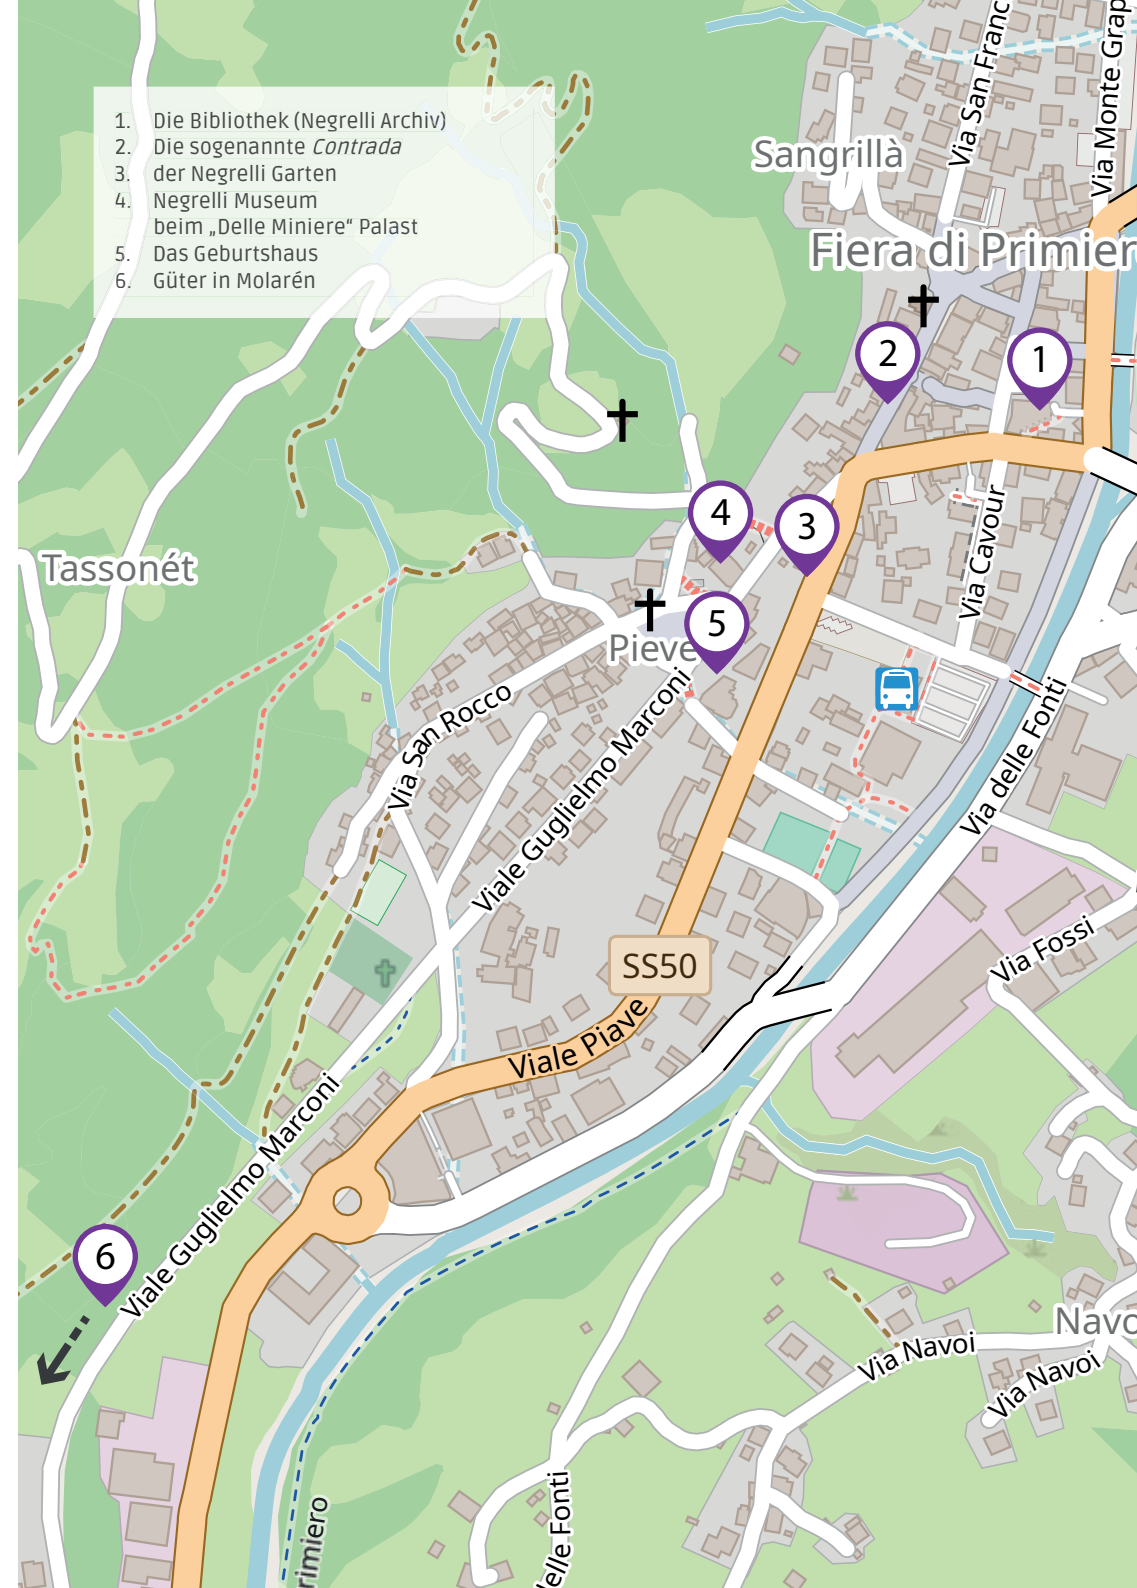 1. Die Bibliothek (Negrelli Archiv)
2. Die sogenannte Contrada
3. der Negrelli Garten
4. Negrelli Museum
beim „Delle Miniere“ Palast
5. Das Geburtshaus
6. Güter in Molarén
Via San Franc
Via Monte Grap
Sangrillà
Fiera di Primier
2
1
4
3
Via Cavour
Tassonét
5
Pieve
Via San Rocco
Viale Guglielmo Marconi
Via delle Fonti
Via Fossi
SS50
Viale Piave
Viale Guglielmo Marconi
6
Navo
Via Navoi
Via Navoi
elle Fonti
rimiero